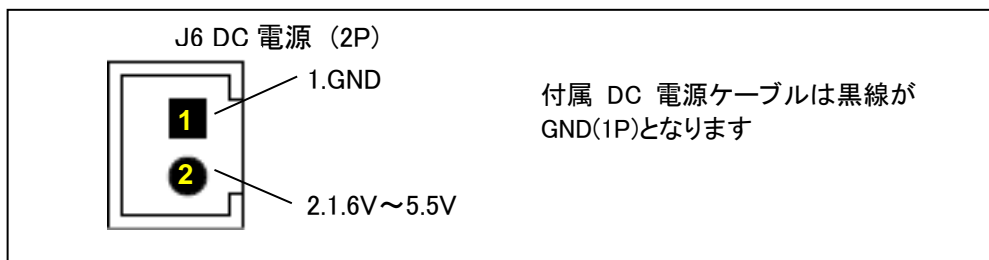 J6 DC 電源 (2P)
1.GND
付属 DC 電源ケーブルは黒線が
GND(1P)となります
1
2
2.1.6V～5.5V